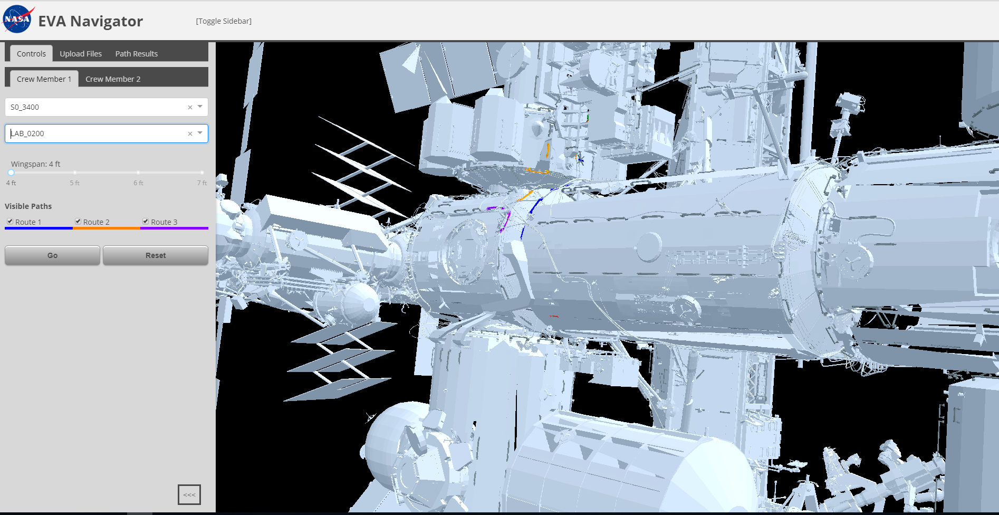 NASA
EVA Navigator
[Toggle Sidebar]
Controls Upload Files Path Results
Crew Member 1 Crew Member 2
S0_3400 ×
LAB_0200 ×
Wingspan: 4 ft
4 ft 5 ft 6 ft 7 ft
Visible Paths
Route 1 Route 2 Route 3
Go Reset
<<<